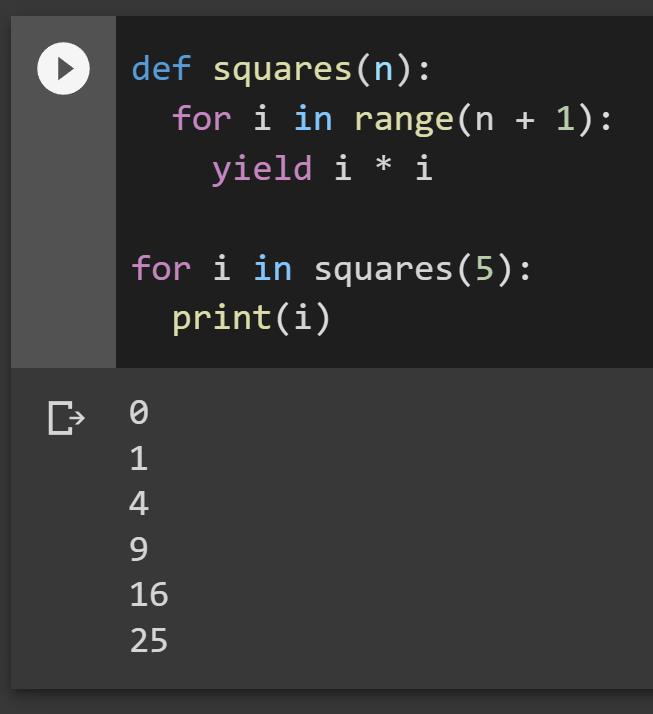 def squares(n):
  for i in range(n + 1):
    yield i * i

for i in squares(5):
  print(i)
0
1
4
9
16
25